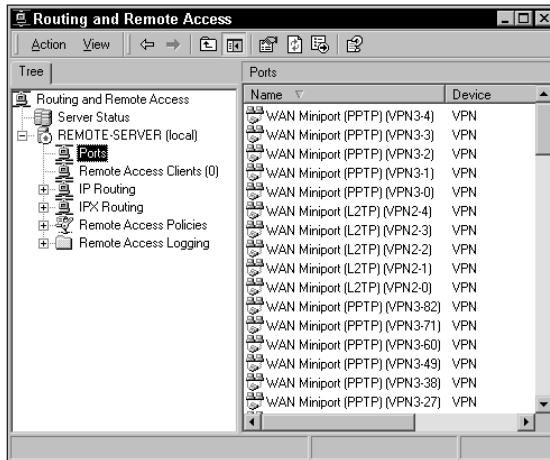 Routing and Remote Access
Action View
Tree
Routing and Remote Access
Server Status
REMOTE-SERVER (local)
Ports
Remote Access Clients (0)
IP Routing
IPX Routing
Remote Access Policies
Remote Access Logging
Ports
Name Device
WAN Miniport (PPTP) (VPN3-4) VPN
WAN Miniport (PPTP) (VPN3-3) VPN
WAN Miniport (PPTP) (VPN3-2) VPN
WAN Miniport (PPTP) (VPN3-1) VPN
WAN Miniport (PPTP) (VPN3-0) VPN
WAN Miniport (L2TP) (VPN2-4) VPN
WAN Miniport (L2TP) (VPN2-3) VPN
WAN Miniport (L2TP) (VPN2-2) VPN
WAN Miniport (L2TP) (VPN2-1) VPN
WAN Miniport (L2TP) (VPN2-0) VPN
WAN Miniport (PPTP) (VPN3-82) VPN
WAN Miniport (PPTP) (VPN3-71) VPN
WAN Miniport (PPTP) (VPN3-60) VPN
WAN Miniport (PPTP) (VPN3-49) VPN
WAN Miniport (PPTP) (VPN3-38) VPN
WAN Miniport (PPTP) (VPN3-27) VPN